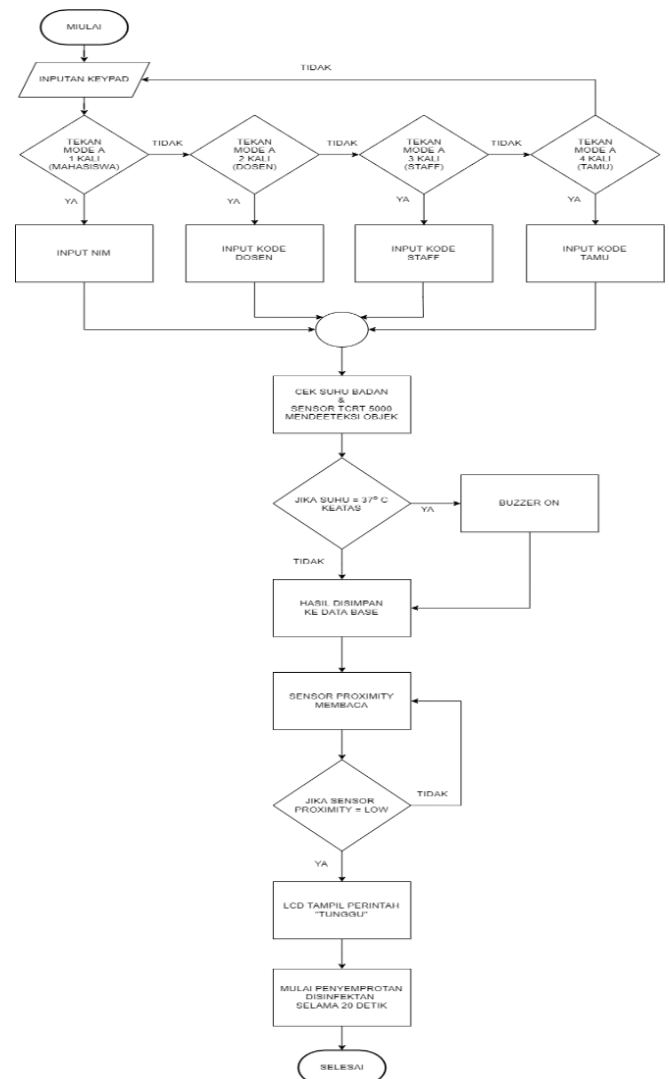 MIULAI
TIDAK
INPUTAN KEYPAD
TEKAN
MODE A
1 KALI
(MAHASISWA)
TIDAK
TEKAN
MODE A
2 KALI
(DOSEN)
TIDAK
TEKAN
MODE A
3 KALI
(STAFF)
TIDAK
TEKAN
MODE A
4 KALI
(TAMU)
YA
YA
YA
YA
INPUT NIM
INPUT KODE
DOSEN
INPUT KODE
STAFF
INPUT KODE
TAMU
CEK SUHU BADAN
&
SENSOR TCRT 5000
MENDEETEKSI OBJEK
JIKA SUHU = 37° C
KEATAS
YA
BUZZER ON
TIDAK
HASIL DISIMPAN
KE DATA BASE
SENSOR PROXIMITY
MEMBACA
JIKA SENSOR
PROXIMITY = LOW
TIDAK
YA
LCD TAMPIL PERINTAH
"TUNGGU"
MULAI PENYEMPROTAN
DISINFEKTAN
SELAMA 20 DETIK
SELESAI